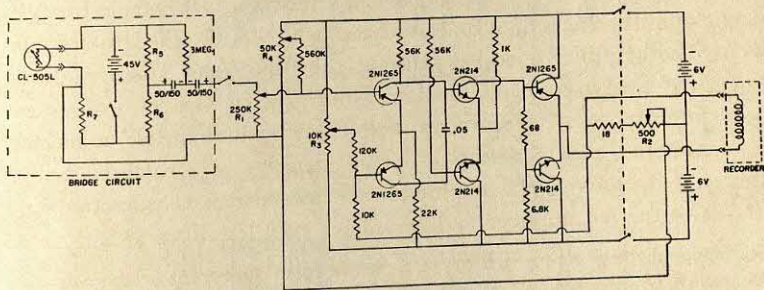 CL-505L
R7
45V
R5
R6
3MEG1
50/150
50/150
BRIDGE CIRCUIT
250K
R1
50K
R4
560K
10K
R3
120K
10K
56K
56K
2N1265
2N1265
22K
.05
2N214
2N214
1K
68
6.8K
2N1265
2N214
18
500
R2
6V
6V
RECORDER